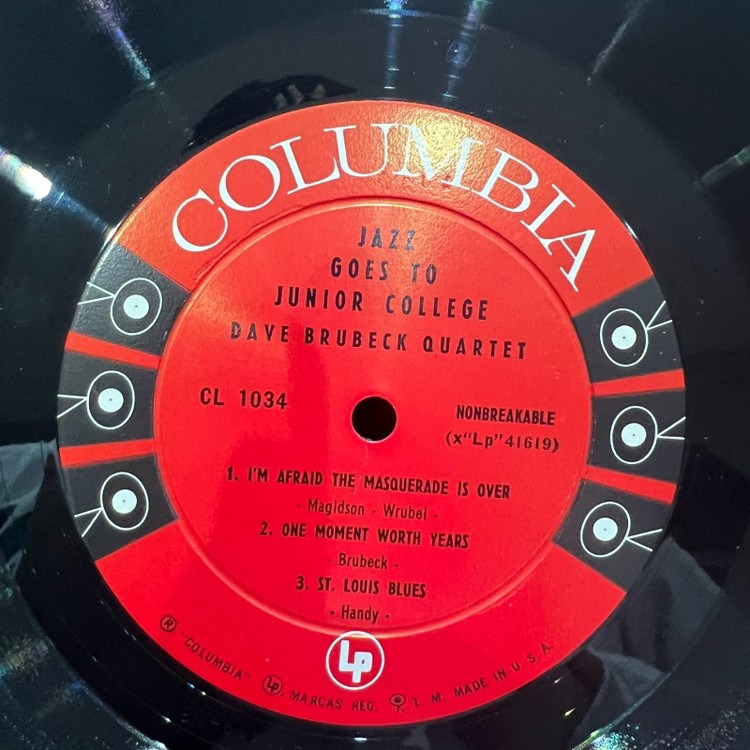 COLUMBIA
JAZZ
GOES TO
JUNIOR COLLEGE
DAVE BRUBECK QUARTET
CL 1034
NONBREAKABLE
(x"Lp"41619)
1. I'M AFRAID THE MASQUERADE IS OVER
- Magidson - Wrubel -
2. ONE MOMENT WORTH YEARS
- Brubeck -
3. ST. LOUIS BLUES
- Handy -
Lp
® "COLUMBIA" Lp, MARCAS REG. T. M. MADE IN U. S. A.